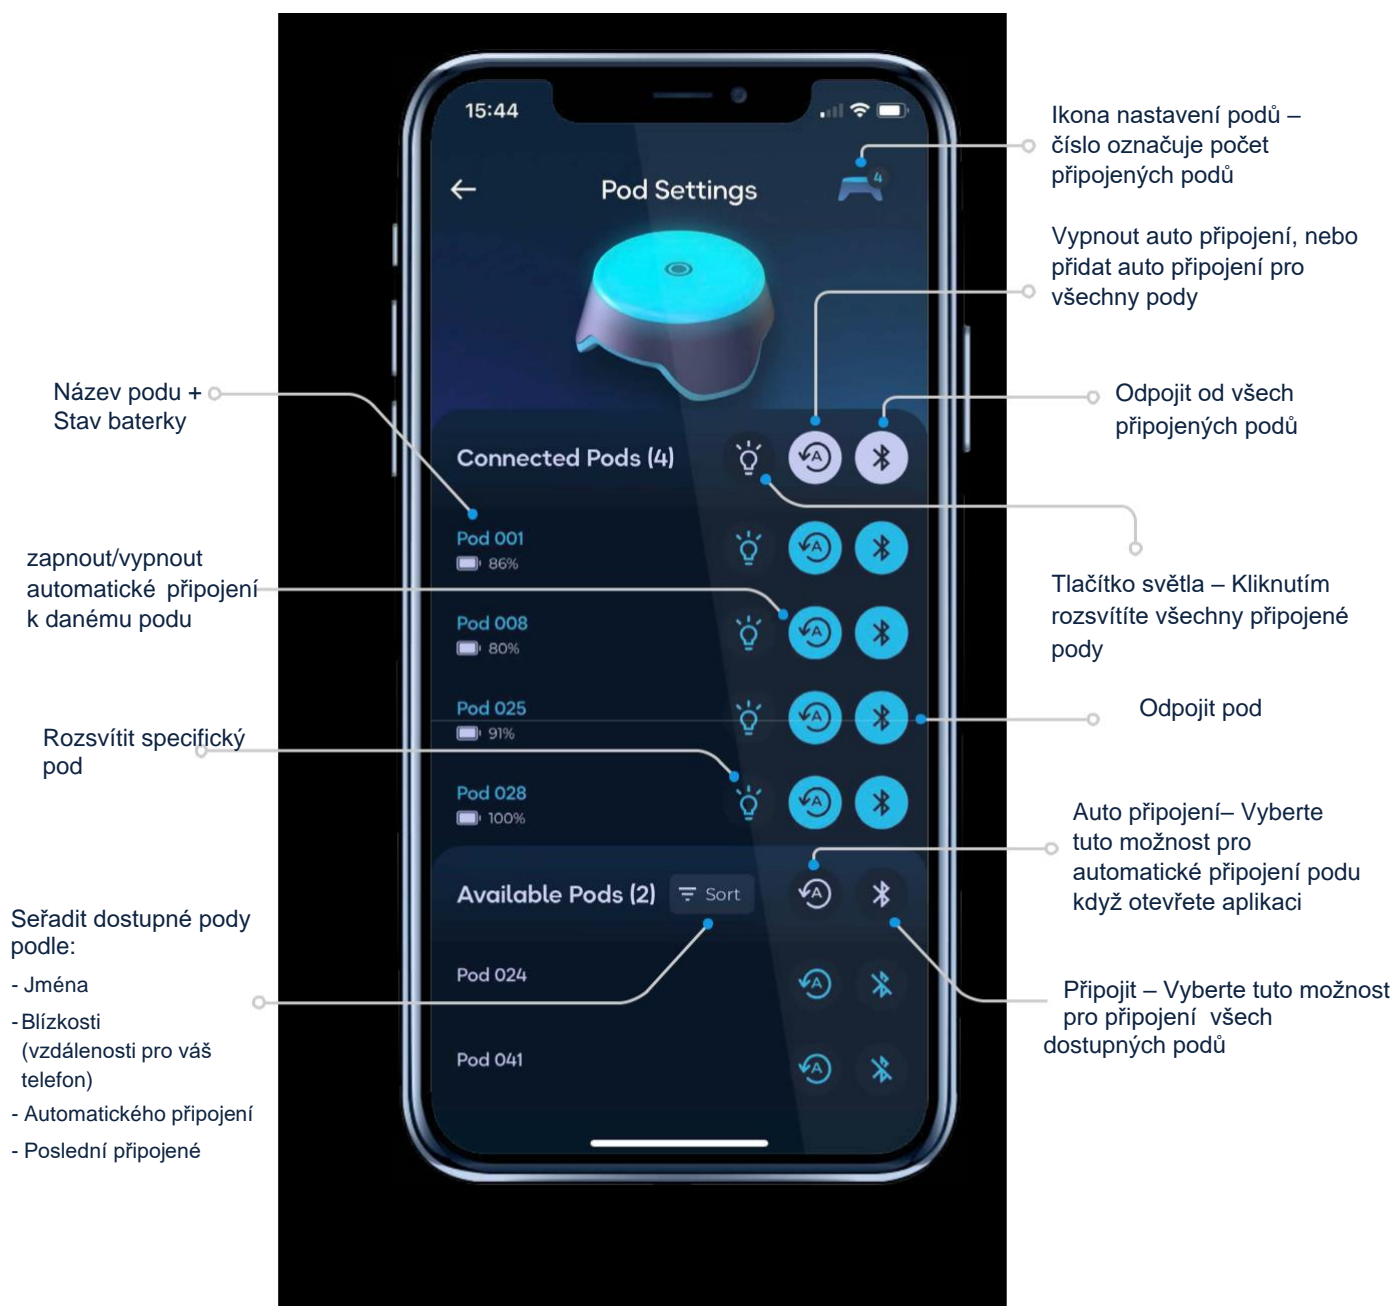 15:44
Pod Settings
4
Connected Pods (4)
Pod 001
86%
A
Pod 008
80%
A
Pod 025
91%
A
Pod 028
100%
A
Available Pods (2)
Sort
A
Pod 024
A
Pod 041
A
Název podu +
Stav baterky
zapnout/vypnout
automatické připojení
k danému podu
Rozsvítit specifický
pod
Seřadit dostupné pody
podle:
- Jména
- Blízkosti
(vzdálenosti pro váš
telefon)
- Automatického připojení
- Poslední připojené
Ikona nastavení podů –
číslo označuje počet
připojených podů
Vypnout auto připojení, nebo
přidat auto připojení pro
všechny pody
Odpojit od všech
připojených podů
Tlačítko světla – Kliknutím
rozsvítíte všechny připojené
pody
Odpojit pod
Auto připojení– Vyberte
tuto možnost pro
automatické připojení podu
když otevřete aplikaci
Připojit – Vyberte tuto možnost
pro připojení všech
dostupných podů